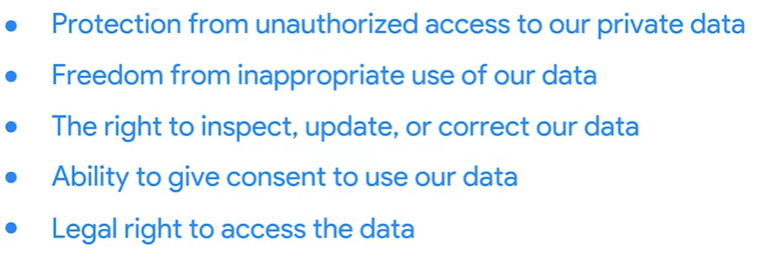 • Protection from unauthorized access to our private data
• Freedom from inappropriate use of our data
• The right to inspect, update, or correct our data
• Ability to give consent to use our data
• Legal right to access the data